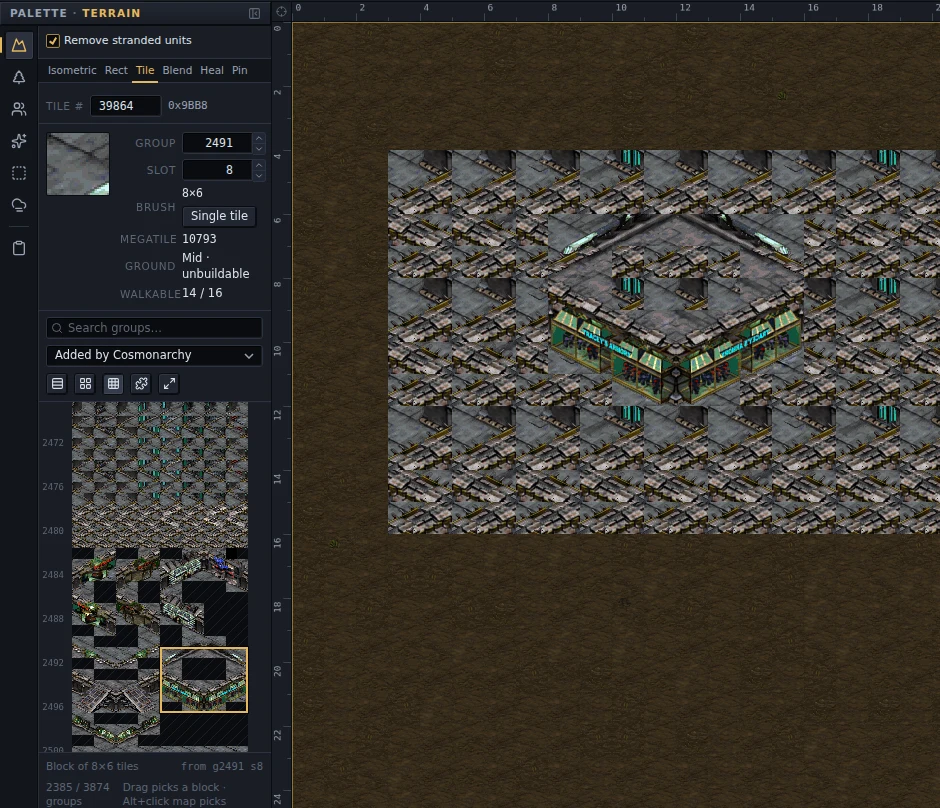 PALETTE · TERRAIN
Remove stranded units
Isometric Rect Tile Blend Heal Pin
TILE # 39864 0x9BB8
GROUP 2491
SLOT 8
8×6
BRUSH
Single tile
MEGATILE 10793
GROUND Mid ·
unbuildable
WALKABLE 14 / 16
Search groups...
Added by Cosmonarchy
2472
2476
2480
2484
2488
2492
2496
2500
Block of 8×6 tiles from g2491 s8
2385 / 3874 groups
Drag picks a block ·
Alt+click map picks
0 2 4 6 8 10 12 14 16 18 2
0
2
4
6
8
10
12
14
16
18
20
22
24